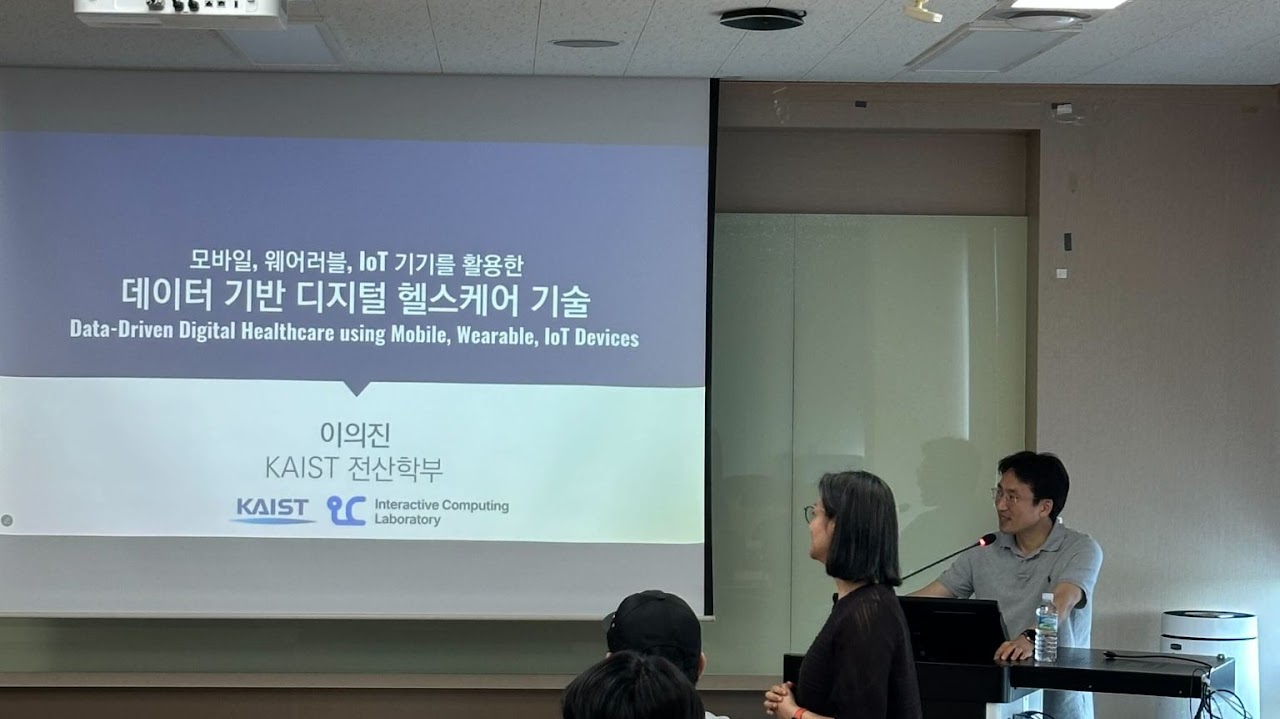 모바일, 웨어러블, IoT 기기를 활용한
데이터 기반 디지털 헬스케어 기술
Data-Driven Digital Healthcare using Mobile, Wearable, IoT Devices
이의진
KAIST 전산학부
KAIST
IC
Interactive Computing
Laboratory